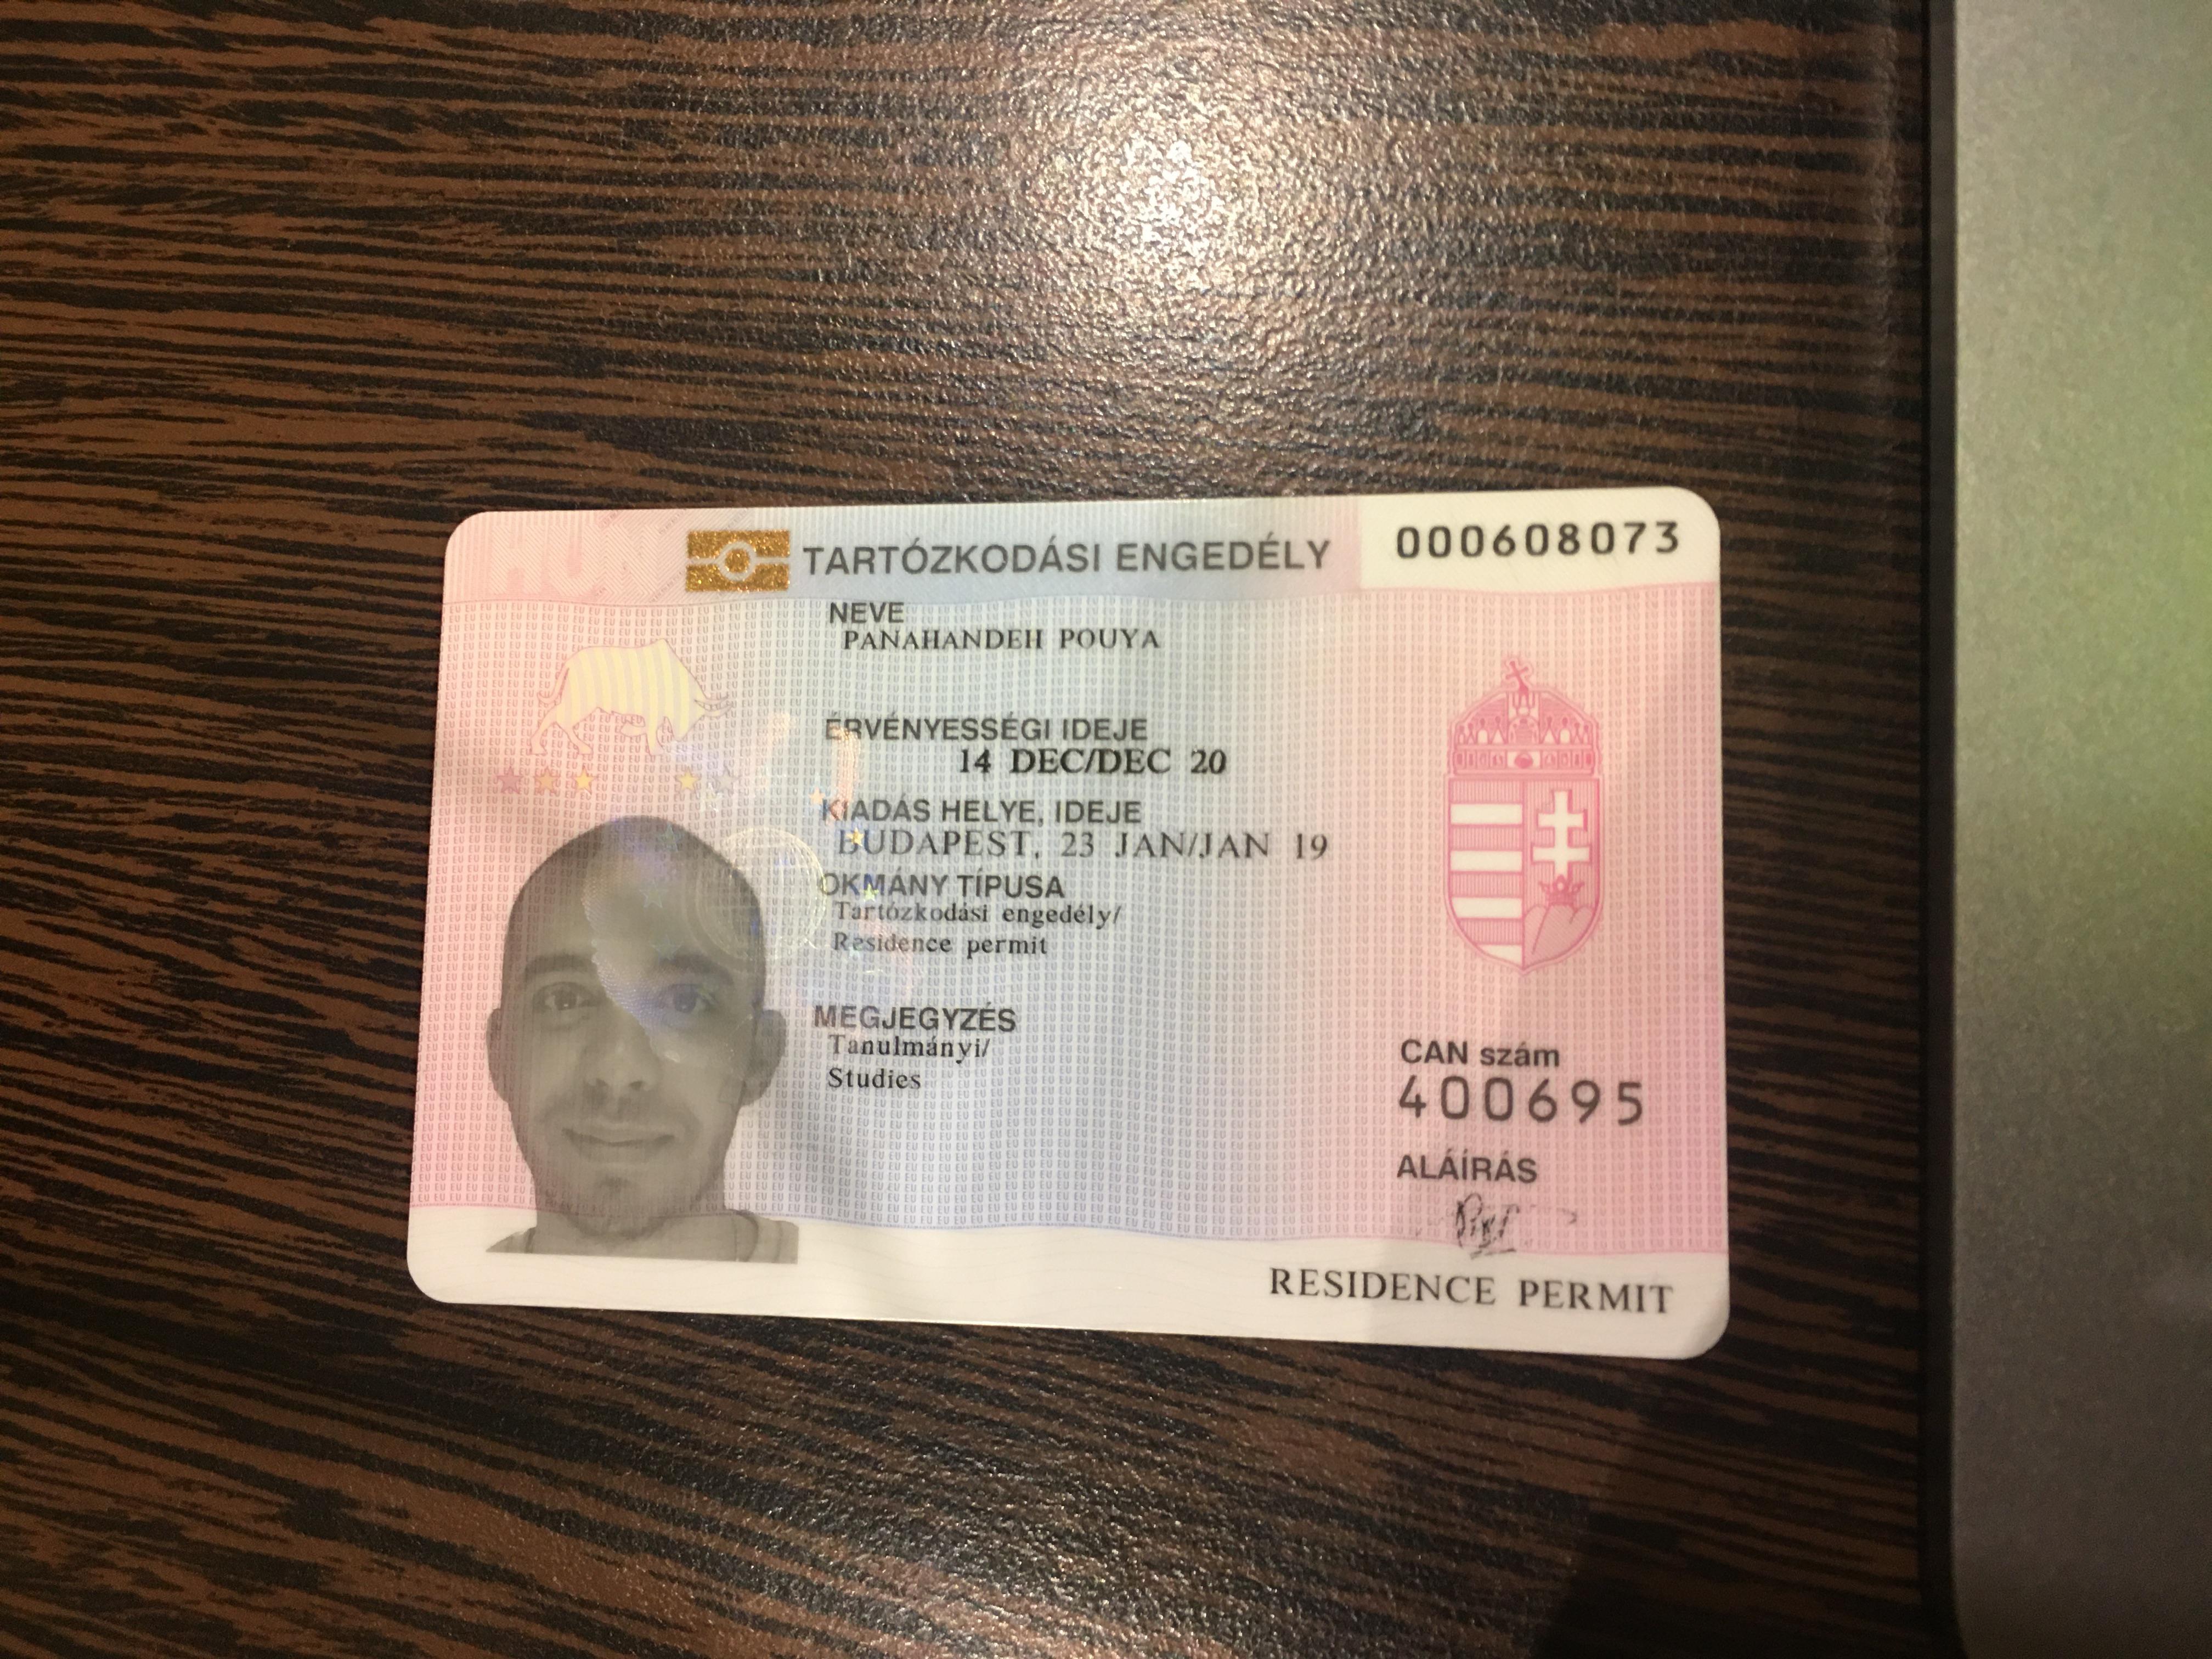 TARTÓZKODÁSI ENGEDÉLY
000608073
NEVE
PANAHANDEH POUYA
ÉRVÉNYESSÉGI IDEJE
14 DEC/DEC 20
KIADÁS HELYE, IDEJE
BUDAPEST, 23 JAN/JAN 19
OKMÁNY TÍPUSA
Tartózkodási engedély/
Residence permit
MEGJEGYZÉS
Tanulmányi/
Studies
CAN szám
400695
ALÁÍRÁS
RESIDENCE PERMIT